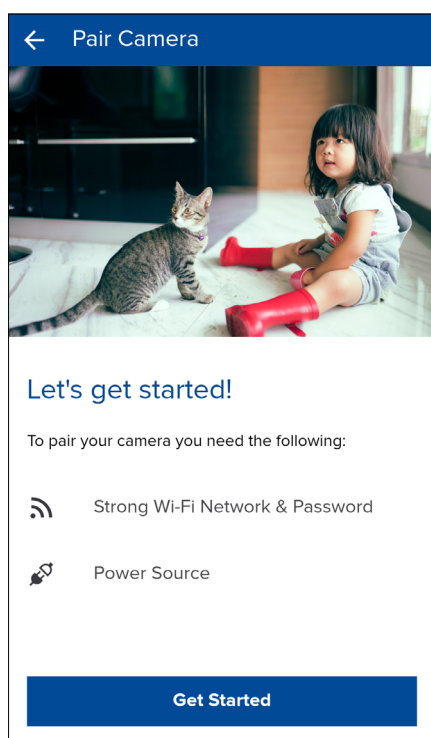 Pair Camera
Let's get started!
To pair your camera you need the following:
Strong Wi-Fi Network & Password
Power Source
Get Started